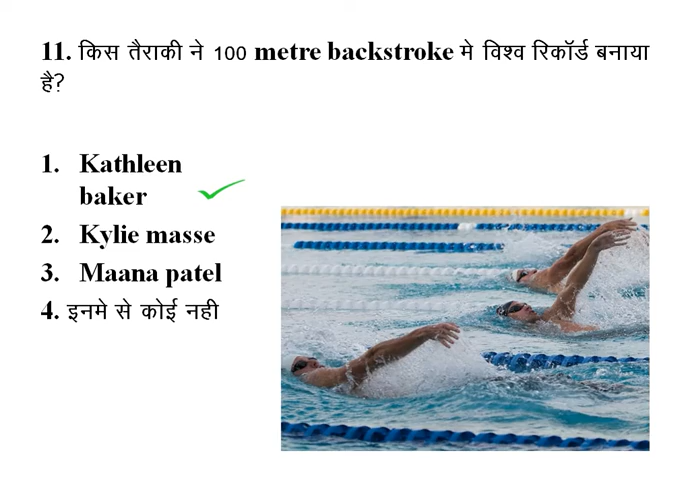 11. किस तैराकी ने 100 metre backstroke मे विश्व रिकॉर्ड बनाया
है?
1. Kathleen
baker
2. Kylie masse
3. Maana patel
4. इनमे से कोई नही